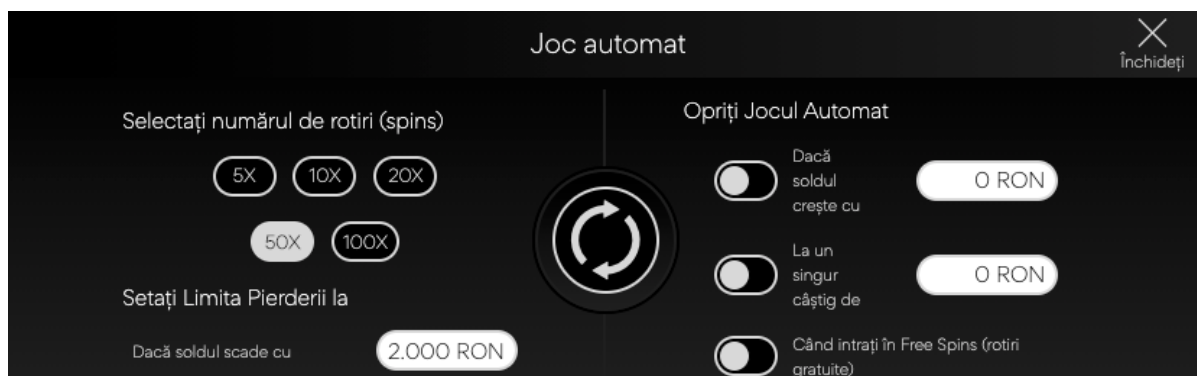 Joc automat
Închideți
Selectați numărul de rotiri (spins)
5X 10X 20X
50X 100X
Setați Limita Pierderii la
Dacă soldul scade cu 2.000 RON
Opriți Jocul Automat
Dacă
soldul
crește cu
0 RON
La un
singur
câștig de
0 RON
Când intrați în Free Spins (rotiri
gratuite)